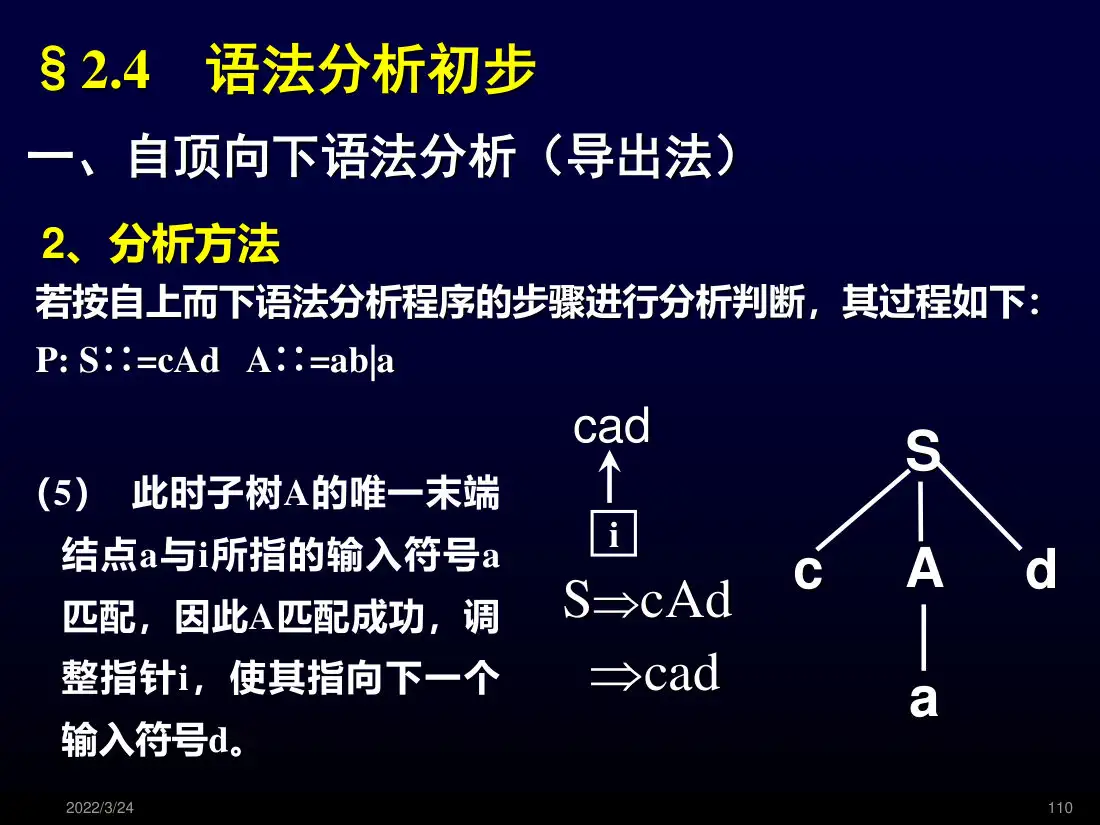 §2.4 语法分析初步
一、自顶向下语法分析（导出法）
2、分析方法
若按自上而下语法分析程序的步骤进行分析判断，其过程如下：
P: S∷=cAd A∷=ab|a
（5） 此时子树A的唯一末端
结点a与i所指的输入符号a
匹配，因此A匹配成功，调
整指针i，使其指向下一个
输入符号d。
cad
i
S⇒cAd
⇒cad
S
c A d
a
2022/3/24
110